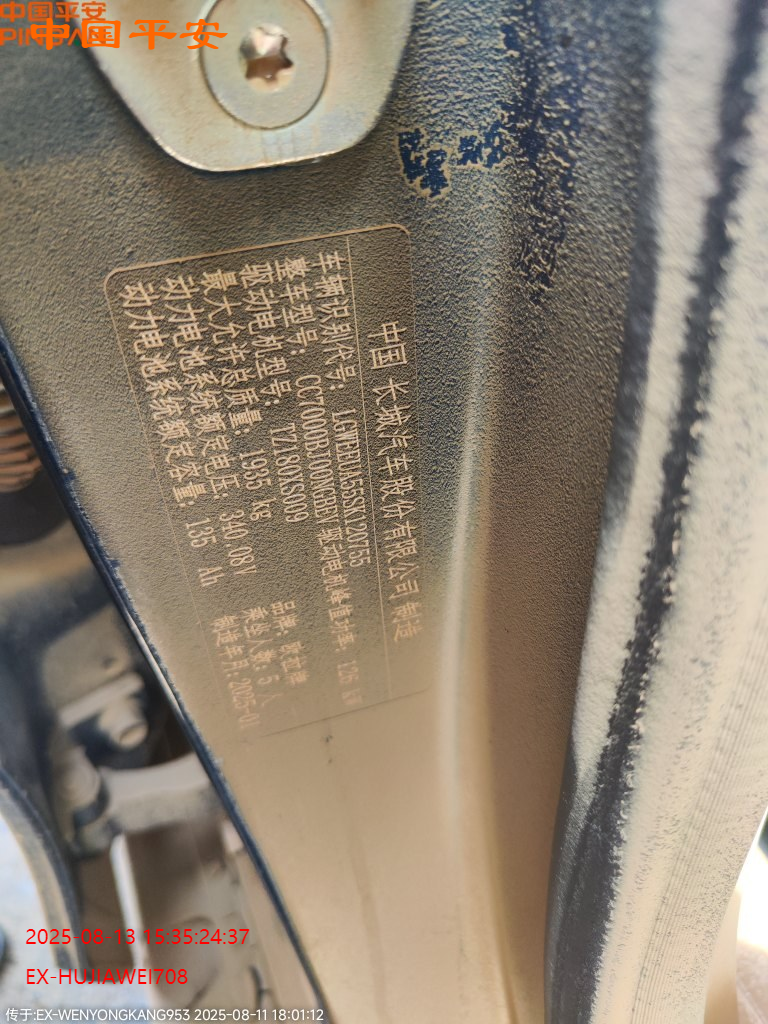 中国平安
中国平安
中国 长城汽车股份有限公司 制造
车辆识别代号: LGWEEUA555SK120755
整车型号: CC7000BZ00NG3BEV 驱动电机峰值功率: 126 kW
驱动电机型号: TZ180XS009
最大允许总质量: 1955 kg 品牌: 欧拉牌
动力电池系统额定电压: 340.08V 乘坐人数: 5 人
动力电池系统额定容量: 135 Ah 制造年月: 2025-01
2025-08-13 15:35:24:37
EX-HUJIAWEI708
传于:EX-WENYONGKANG953 2025-08-11 18:01:12